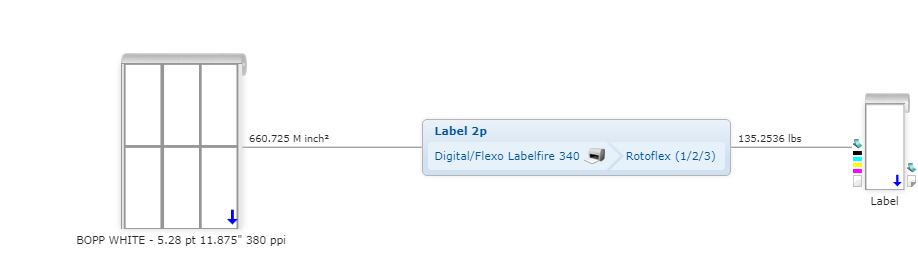 Label 2p
660.725 M inch²
135.2536 lbs
Digital/Flexo Labelfire 340
Rotoflex (1/2/3)
Label
BOPP WHITE - 5.28 pt 11.875" 380 ppi